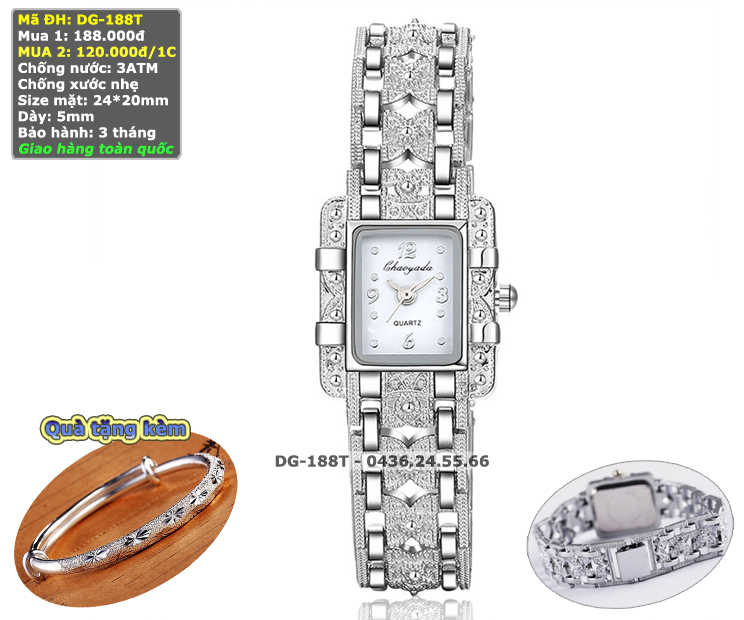 Mã ĐH: DG-188T
Mua 1: 188.000đ
MUA 2: 120.000đ/1C
Chống nước: 3ATM
Chống xước nhẹ
Size mặt: 24*20mm
Dày: 5mm
Bảo hành: 3 tháng
Giao hàng toàn quốc
12
Chaoyada
9 3
QUARTZ
6
Quà tặng kèm
DG-188T - 0436,24.55.66